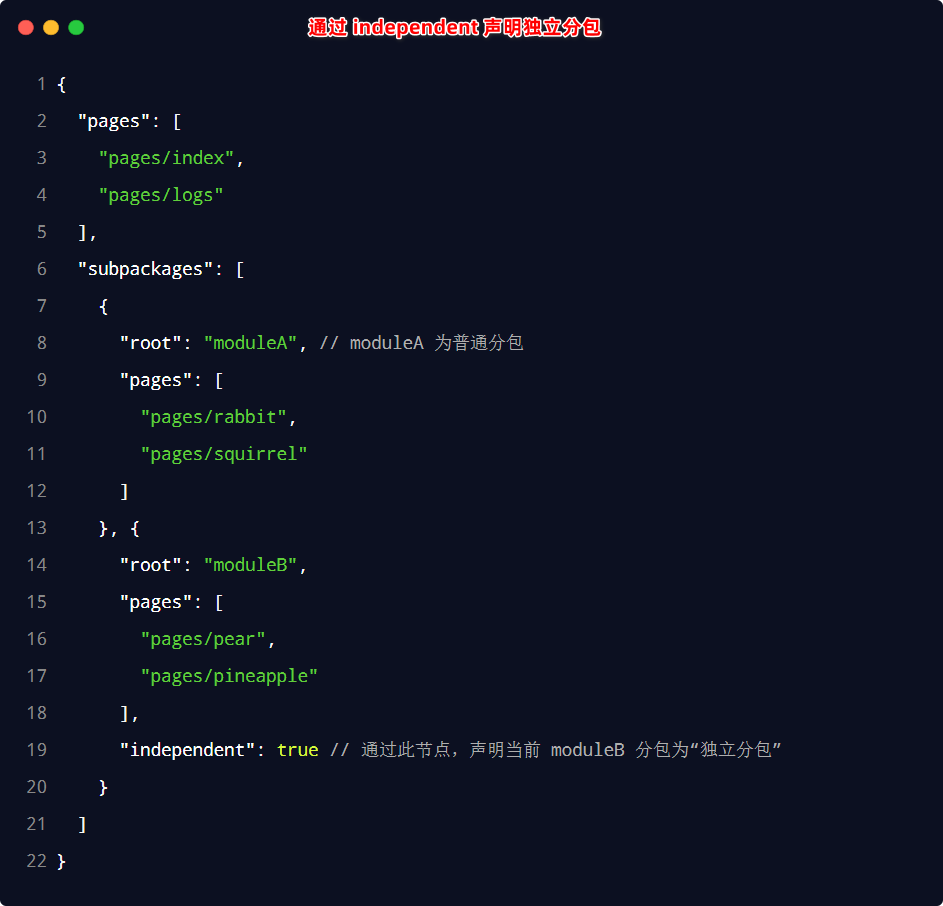 通过 independent 声明独立分包
1 {
2   "pages": [
3     "pages/index",
4     "pages/logs"
5   ],
6   "subpackages": [
7     {
8       "root": "moduleA", // moduleA 为普通分包
9       "pages": [
10         "pages/rabbit",
11         "pages/squirrel"
12       ]
13     }, {
14       "root": "moduleB",
15       "pages": [
16         "pages/pear",
17         "pages/pineapple"
18       ],
19       "independent": true // 通过此节点，声明当前 moduleB 分包为“独立分包”
20     }
21   ]
22 }